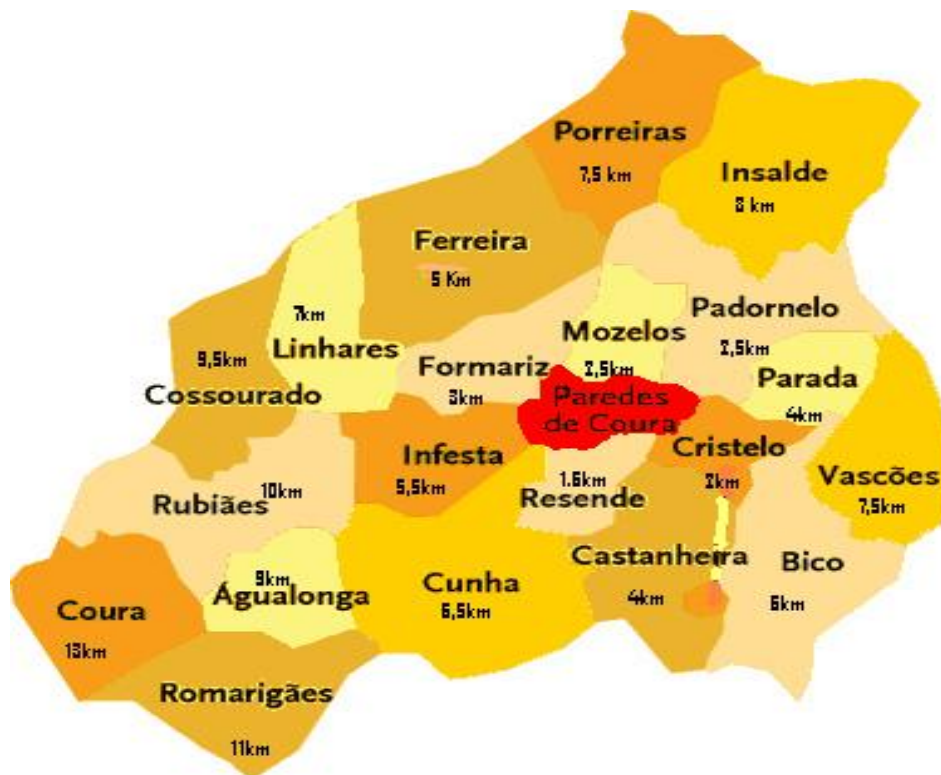 Porreiras
7,5 km
Insalde
8 km
Ferreira
5 Km
7km
Linhares
Mozelos
2,5km
Padornelo
2,5km
9,5km
Cossourado
Formariz
3km
Paredes
de Coura
Parada
4km
Infesta
5,5km
Cristelo
2km
Vascões
7,5km
Rubiães
10km
1.5km
Resende
Castanheira
4km
Bico
6km
9km
Águalonga
Cunha
6,5km
Coura
13km
Romarigães
11km